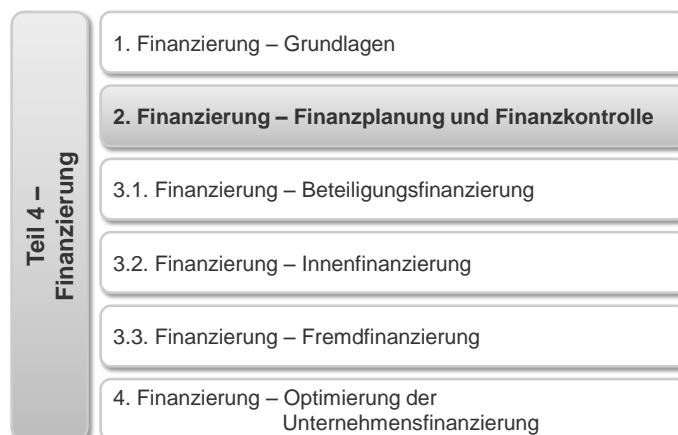 Teil 4 –
Finanzierung
1. Finanzierung – Grundlagen
2. Finanzierung – Finanzplanung und Finanzkontrolle
3.1. Finanzierung – Beteiligungsfinanzierung
3.2. Finanzierung – Innenfinanzierung
3.3. Finanzierung – Fremdfinanzierung
4. Finanzierung – Optimierung der
Unternehmensfinanzierung